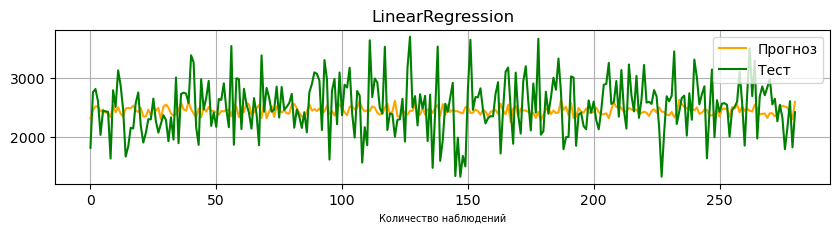 LinearRegression
Прогноз
Тест
3000
2000
0 50 100 150 200 250
Количество наблюдений